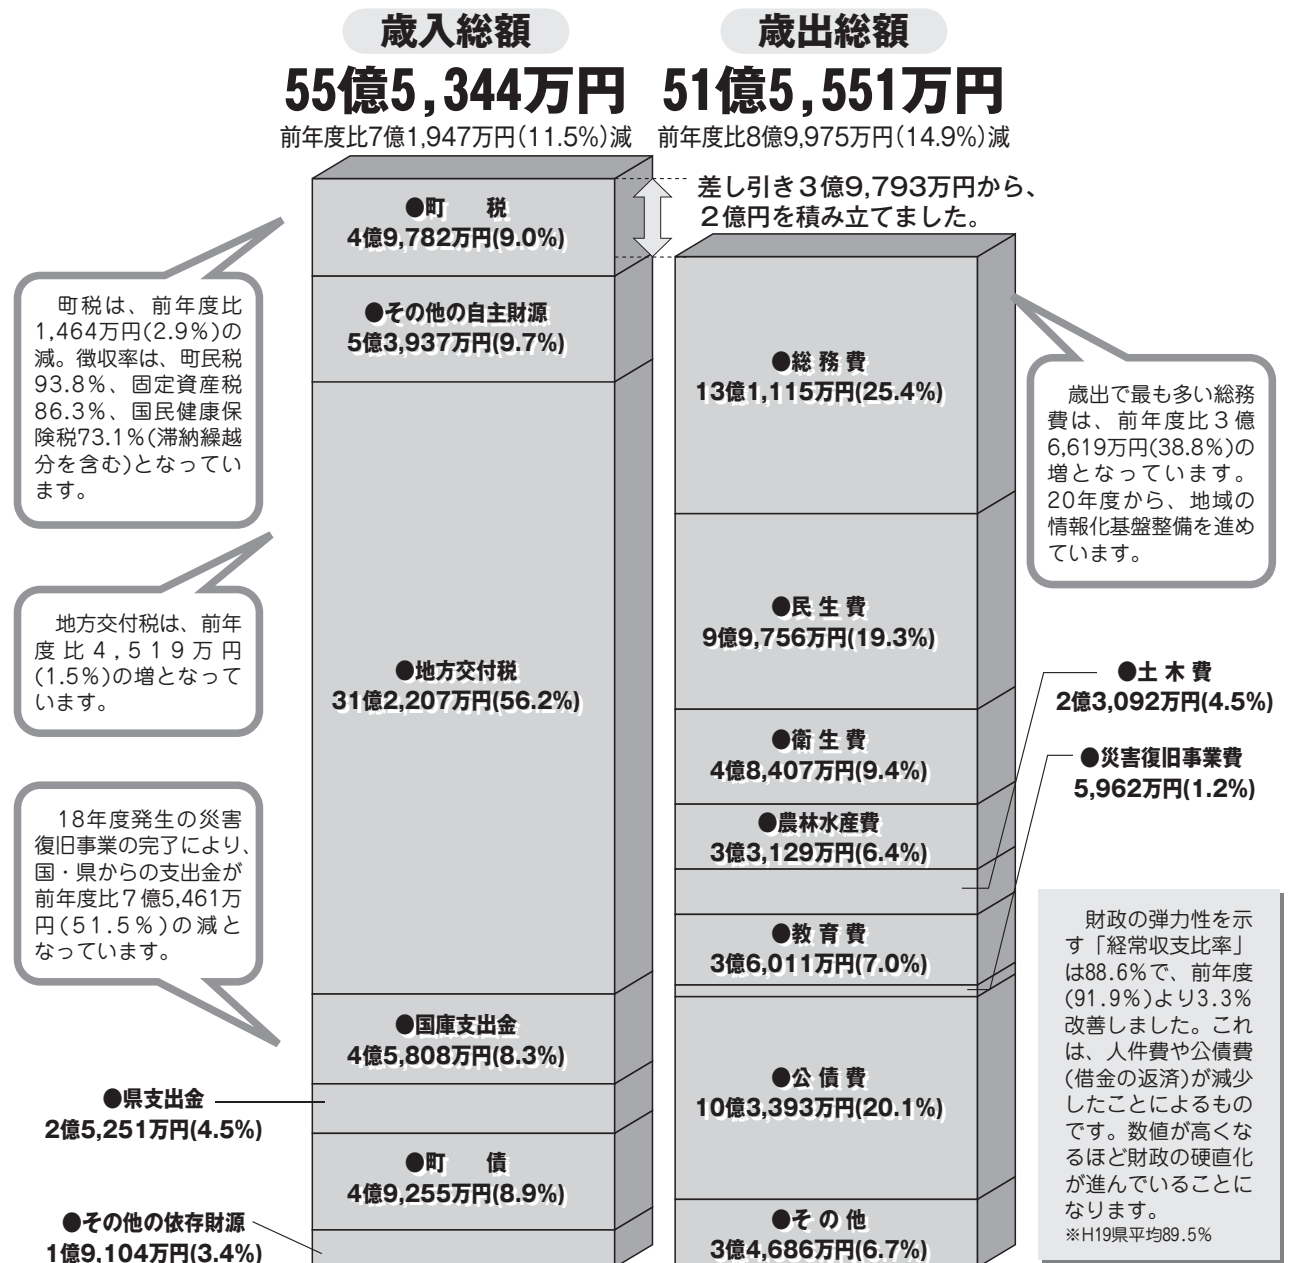 歳入総額
55億5,344万円
前年度比7億1,947万円(11.5%)減
歳出総額
51億5,551万円
前年度比8億9,975万円(14.9%)減
差し引き3億9,793万円から、
2億円を積み立てました。
●町　税
4億9,782万円(9.0%)
●その他の自主財源
5億3,937万円(9.7%)
●地方交付税
31億2,207万円(56.2%)
●国庫支出金
4億5,808万円(8.3%)
●県支出金
2億5,251万円(4.5%)
●町　債
4億9,255万円(8.9%)
●その他の依存財源
1億9,104万円(3.4%)
町税は、前年度比
1,464万円(2.9%)の
減。徴収率は、町民税
93.8%、固定資産税
86.3%、国民健康保
険税73.1%(滞納繰越
分を含む)となってい
ます。
地方交付税は、前年
度比4,519万円
(1.5%)の増となって
います。
18年度発生の災害
復旧事業の完了により、
国・県からの支出金が
前年度比7億5,461万
円(51.5%)の減と
なっています。
●総務費
13億1,115万円(25.4%)
●民生費
9億9,756万円(19.3%)
●衛生費
4億8,407万円(9.4%)
●農林水産費
3億3,129万円(6.4%)
●土木費
2億3,092万円(4.5%)
●教育費
3億6,011万円(7.0%)
●災害復旧事業費
5,962万円(1.2%)
●公債費
10億3,393万円(20.1%)
●その他
3億4,686万円(6.7%)
歳出で最も多い総務
費は、前年度比3億
6,619万円(38.8%)の
増となっています。
20年度から、地域の
情報化基盤整備を進め
ています。
財政の弾力性を示
す「経常収支比率」
は88.6%で、前年度
(91.9%)より3.3%
改善しました。これ
は、人件費や公債費
(借金の返済)が減少
したことによるもの
です。数値が高くな
るほど財政の硬直化
が進んでいることに
なります。
※H19県平均89.5%